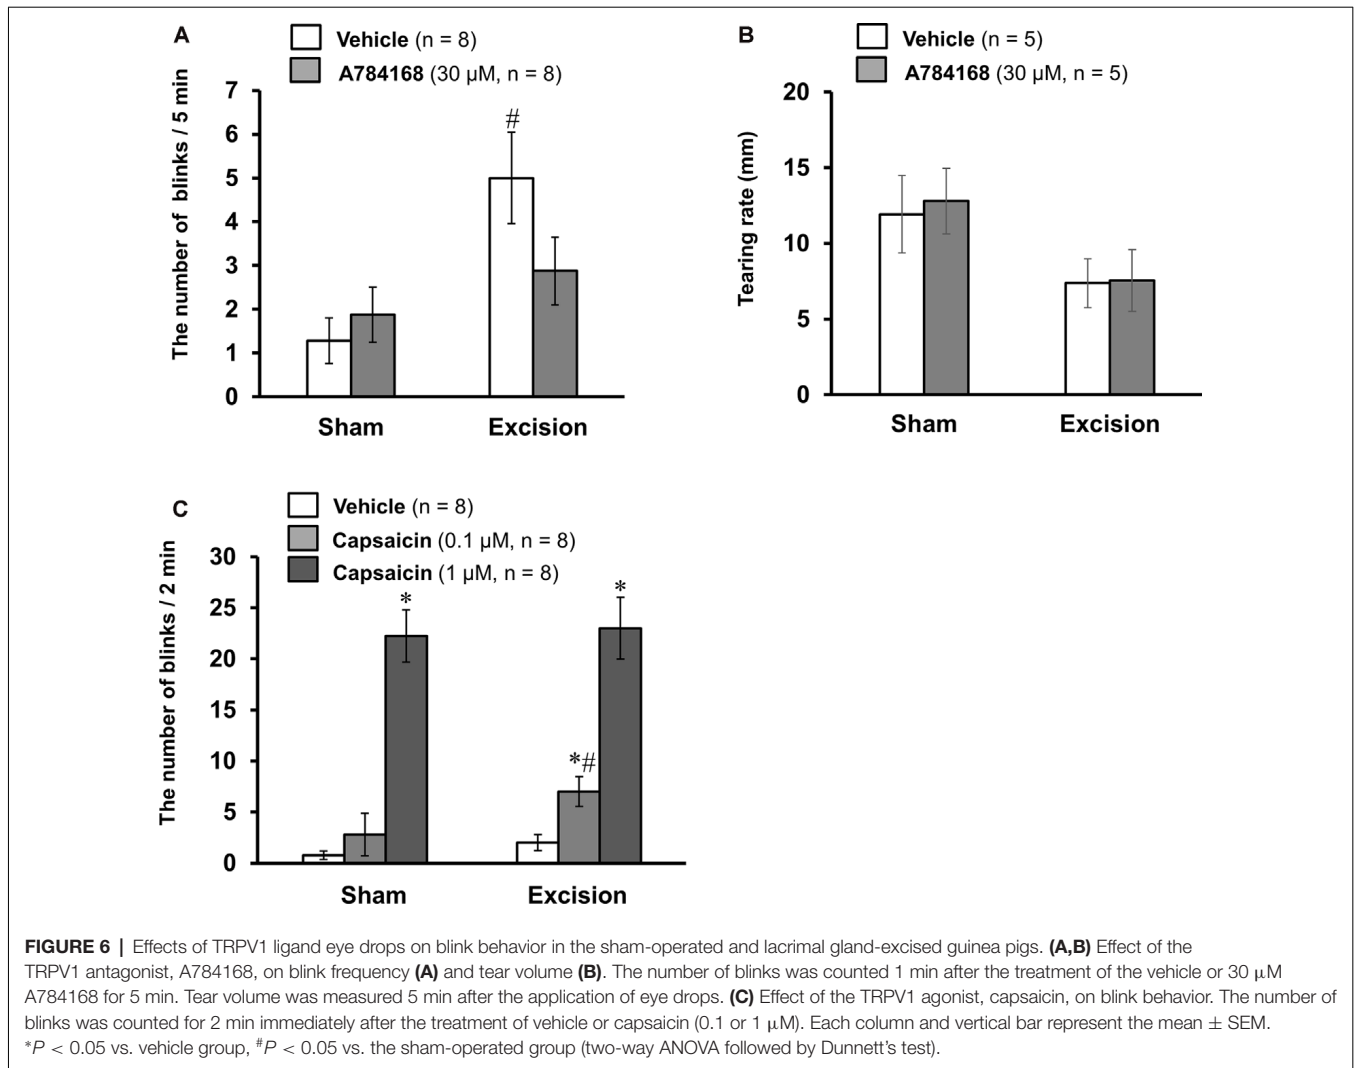 A
Vehicle (n = 8)
A784168 (30 μM, n = 8)
The number of blinks / 5 min
7
6
5
4
3
2
1
0
#
Sham
Excision
B
Vehicle (n = 5)
A784168 (30 μM, n = 5)
Tearing rate (mm)
20
15
10
5
0
Sham
Excision
C
Vehicle (n = 8)
Capsaicin (0.1 μM, n = 8)
Capsaicin (1 μM, n = 8)
The number of blinks / 2 min
30
25
20
15
10
5
0
*
*#
*
Sham
Excision
FIGURE 6 | Effects of TRPV1 ligand eye drops on blink behavior in the sham-operated and lacrimal gland-excised guinea pigs. (A,B) Effect of the
TRPV1 antagonist, A784168, on blink frequency (A) and tear volume (B). The number of blinks was counted 1 min after the treatment of the vehicle or 30 μM
A784168 for 5 min. Tear volume was measured 5 min after the application of eye drops. (C) Effect of the TRPV1 agonist, capsaicin, on blink behavior. The number of
blinks was counted for 2 min immediately after the treatment of vehicle or capsaicin (0.1 or 1 μM). Each column and vertical bar represent the mean ± SEM.
*P < 0.05 vs. vehicle group, #P < 0.05 vs. the sham-operated group (two-way ANOVA followed by Dunnett's test).